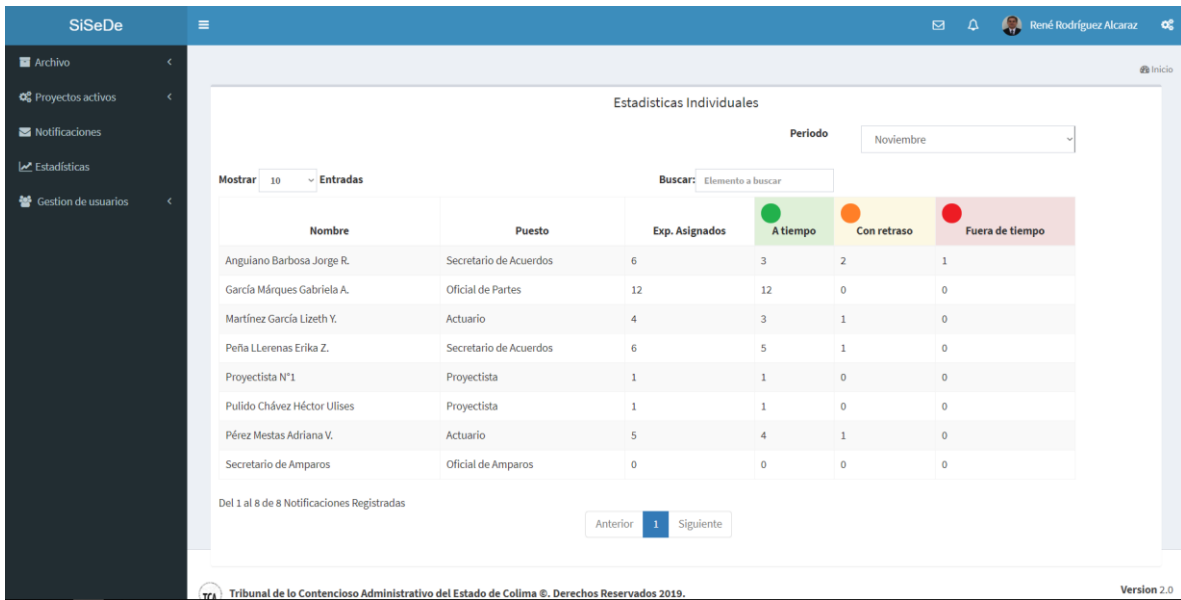 SiSeDe René Rodríguez Alcaraz
Archivo
Inicio
Proyectos activos
Estadisticas Individuales
Notificaciones
Periodo Noviembre
Estadísticas
Mostrar 10 Entradas Buscar: Elemento a buscar
Gestion de usuarios
Nombre Puesto Exp. Asignados A tiempo Con retraso Fuera de tiempo
Anguiano Barbosa Jorge R. Secretario de Acuerdos 6 3 2 1
García Márques Gabriela A. Oficial de Partes 12 12 0 0
Martínez García Lizeth Y. Actuario 4 3 1 0
Peña LLerenas Erika Z. Secretario de Acuerdos 6 5 1 0
Proyectista N°1 Proyectista 1 1 0 0
Pulido Chávez Héctor Ulises Proyectista 1 1 0 0
Pérez Mestas Adriana V. Actuario 5 4 1 0
Secretario de Amparos Oficial de Amparos 0 0 0 0
Del 1 al 8 de 8 Notificaciones Registradas
Anterior 1 Siguiente
TCA Tribunal de lo Contencioso Administrativo del Estado de Colima ©. Derechos Reservados 2019. Version 2.0